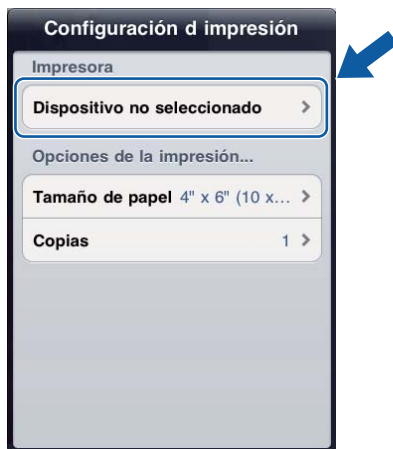 Configuración d impresión
Impresora
Dispositivo no seleccionado
Opciones de la impresión...
Tamaño de papel 4" x 6" (10 x...
Copias 1